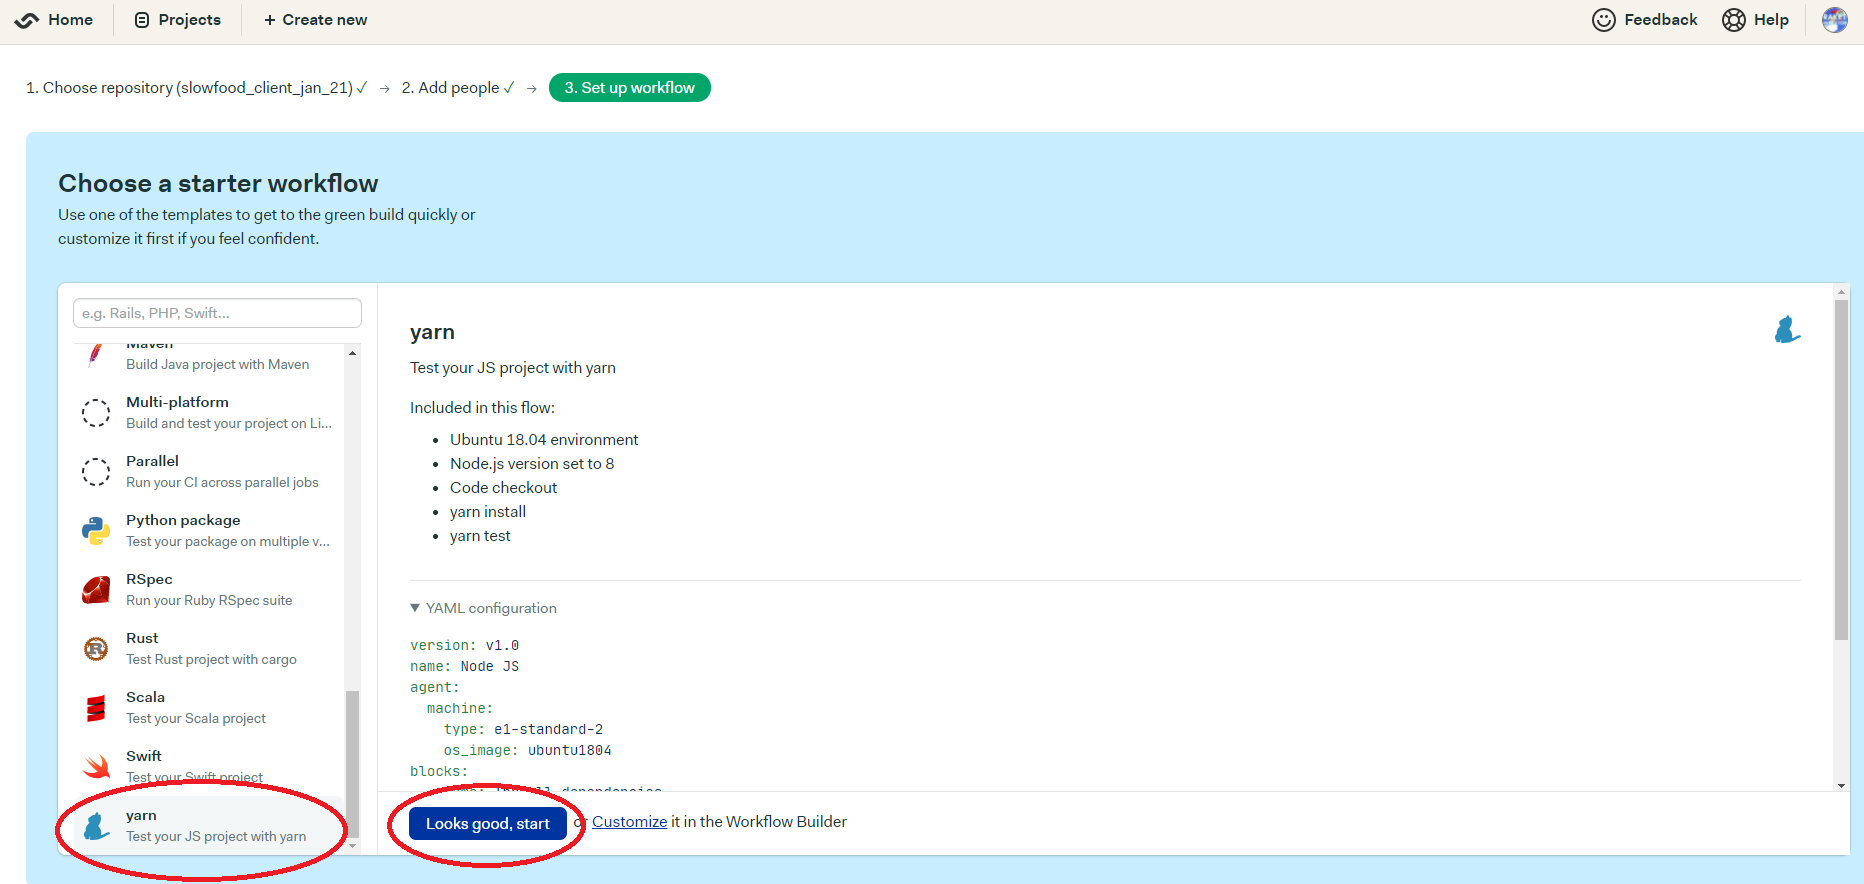 Home
Projects
+ Create new
Feedback
Help
1. Choose repository (slowfood_client_jan_21) ✓ → 2. Add people ✓ → 3. Set up workflow
Choose a starter workflow
Use one of the templates to get to the green build quickly or
customize it first if you feel confident.
e.g. Rails, PHP, Swift...
Maven
Build Java project with Maven
Multi-platform
Build and test your project on Li...
Parallel
Run your CI across parallel jobs
Python package
Test your package on multiple v...
RSpec
Run your Ruby RSpec suite
Rust
Test Rust project with cargo
Scala
Test your Scala project
Swift
Test your Swift project
yarn
Test your JS project with yarn
yarn
Test your JS project with yarn
Included in this flow:
• Ubuntu 18.04 environment
• Node.js version set to 8
• Code checkout
• yarn install
• yarn test
▼ YAML configuration
version: v1.0
name: Node JS
agent:
machine:
type: e1-standard-2
os_image: ubuntu1804
blocks:
Looks good, start
or Customize it in the Workflow Builder